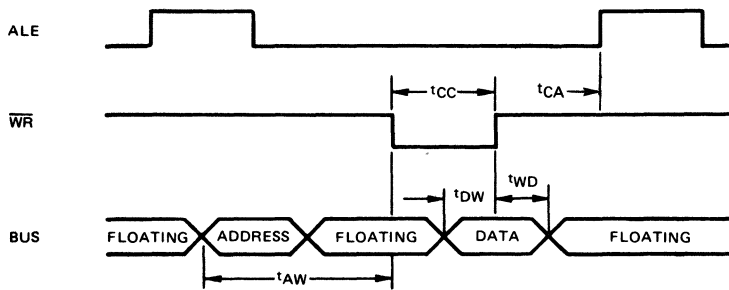 ALE
tCC
tCA
WR
tDW
tWD
BUS
FLOATING ADDRESS FLOATING DATA FLOATING
tAW